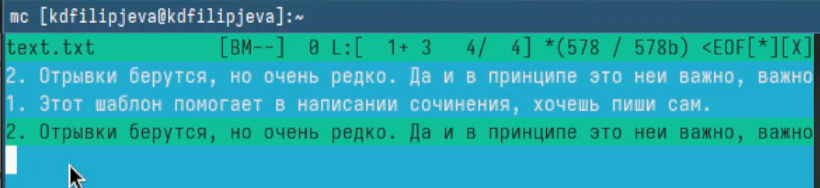 mc [kdfilipjeva@kdfilipjeva]:~
text.txt [BM--] 0 L:[ 1+ 3 4/ 4] *(578 / 578b) <EOF[*][X]
2. Отрывки берутся, но очень редко. Да и в принципе это неи важно, важно
1. Этот шаблон помогает в написании сочинения, хочешь пиши сам.
2. Отрывки берутся, но очень редко. Да и в принципе это неи важно, важно